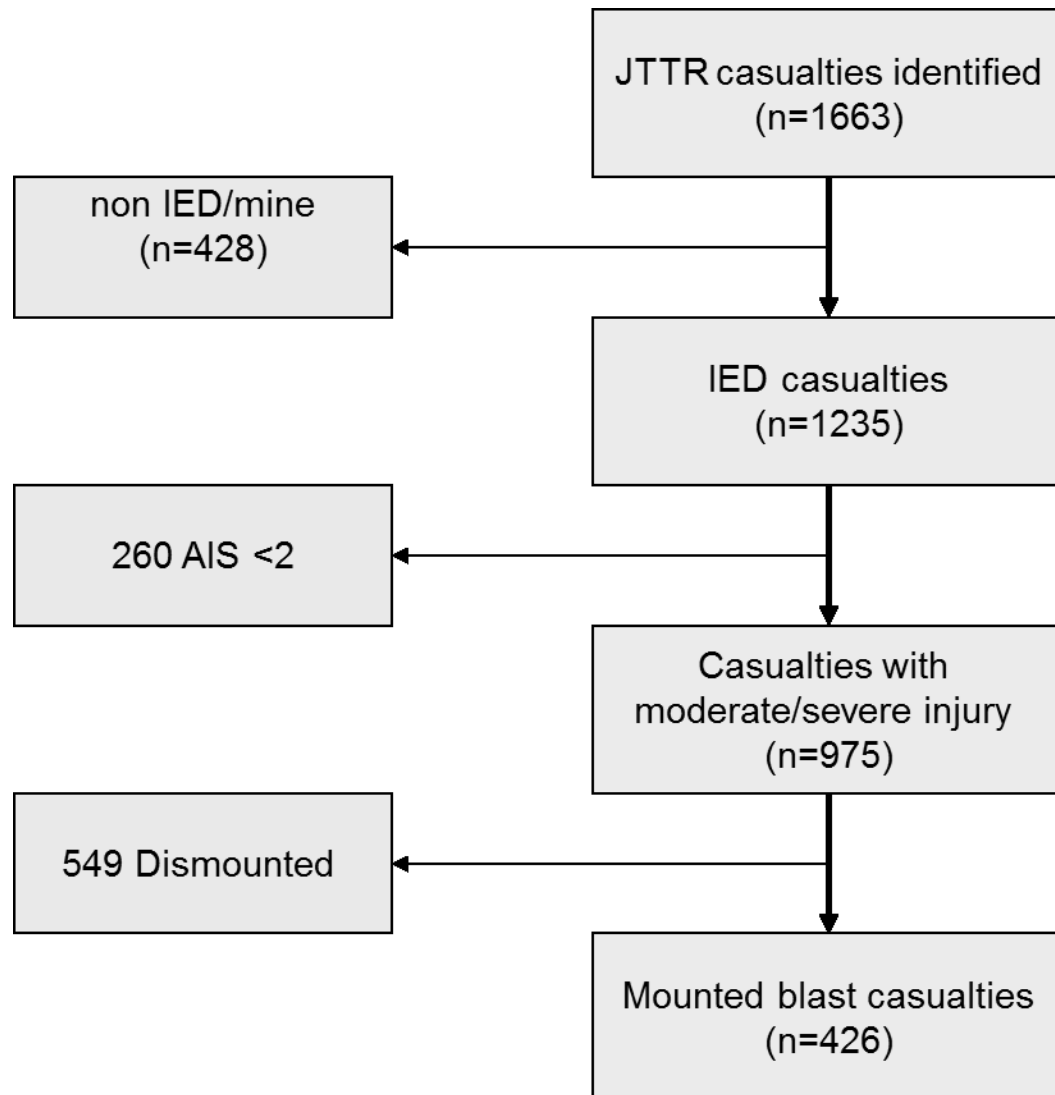 JTTR casualties identified
(n=1663)
non IED/mine
(n=428)
IED casualties
(n=1235)
260 AIS <2
Casualties with
moderate/severe injury
(n=975)
549 Dismounted
Mounted blast casualties
(n=426)